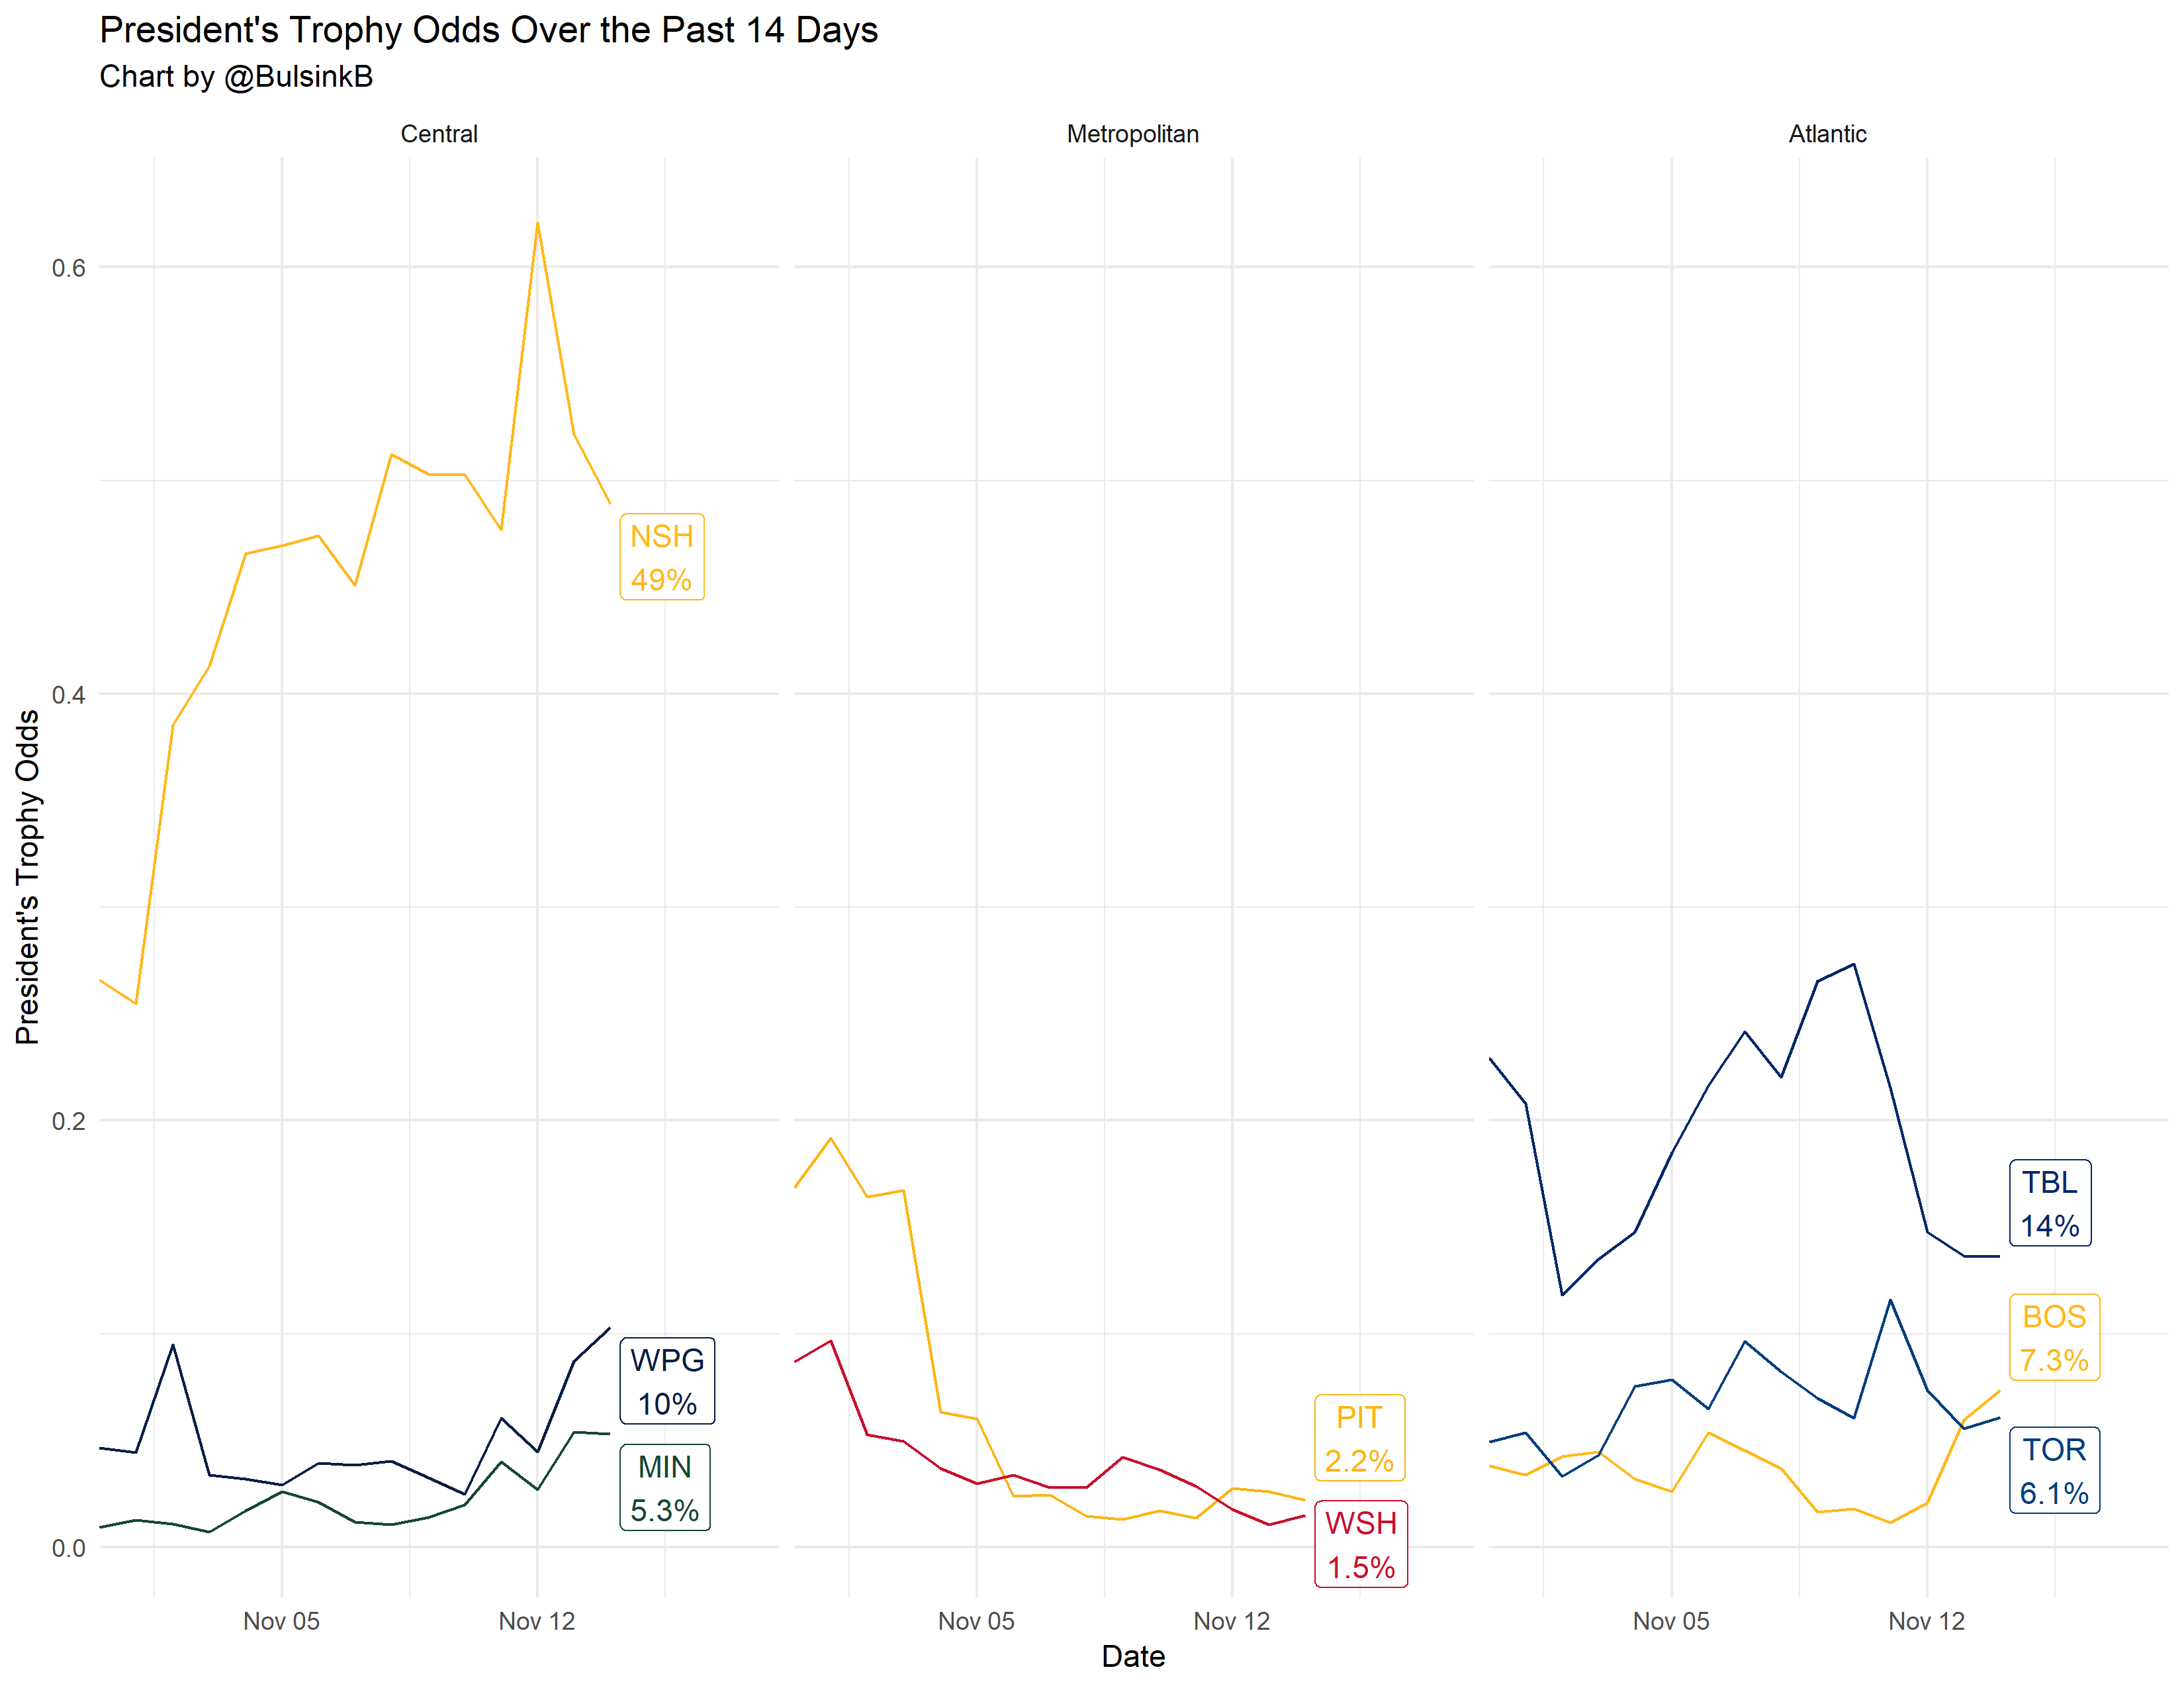 President's Trophy Odds Over the Past 14 Days
Chart by @BulsinkB
Central
Metropolitan
Atlantic
President's Trophy Odds
0.6
0.4
0.2
0.0
NSH
49%
WPG
10%
MIN
5.3%
PIT
2.2%
WSH
1.5%
TBL
14%
BOS
7.3%
TOR
6.1%
Nov 05
Nov 12
Nov 05
Nov 12
Nov 05
Nov 12
Date